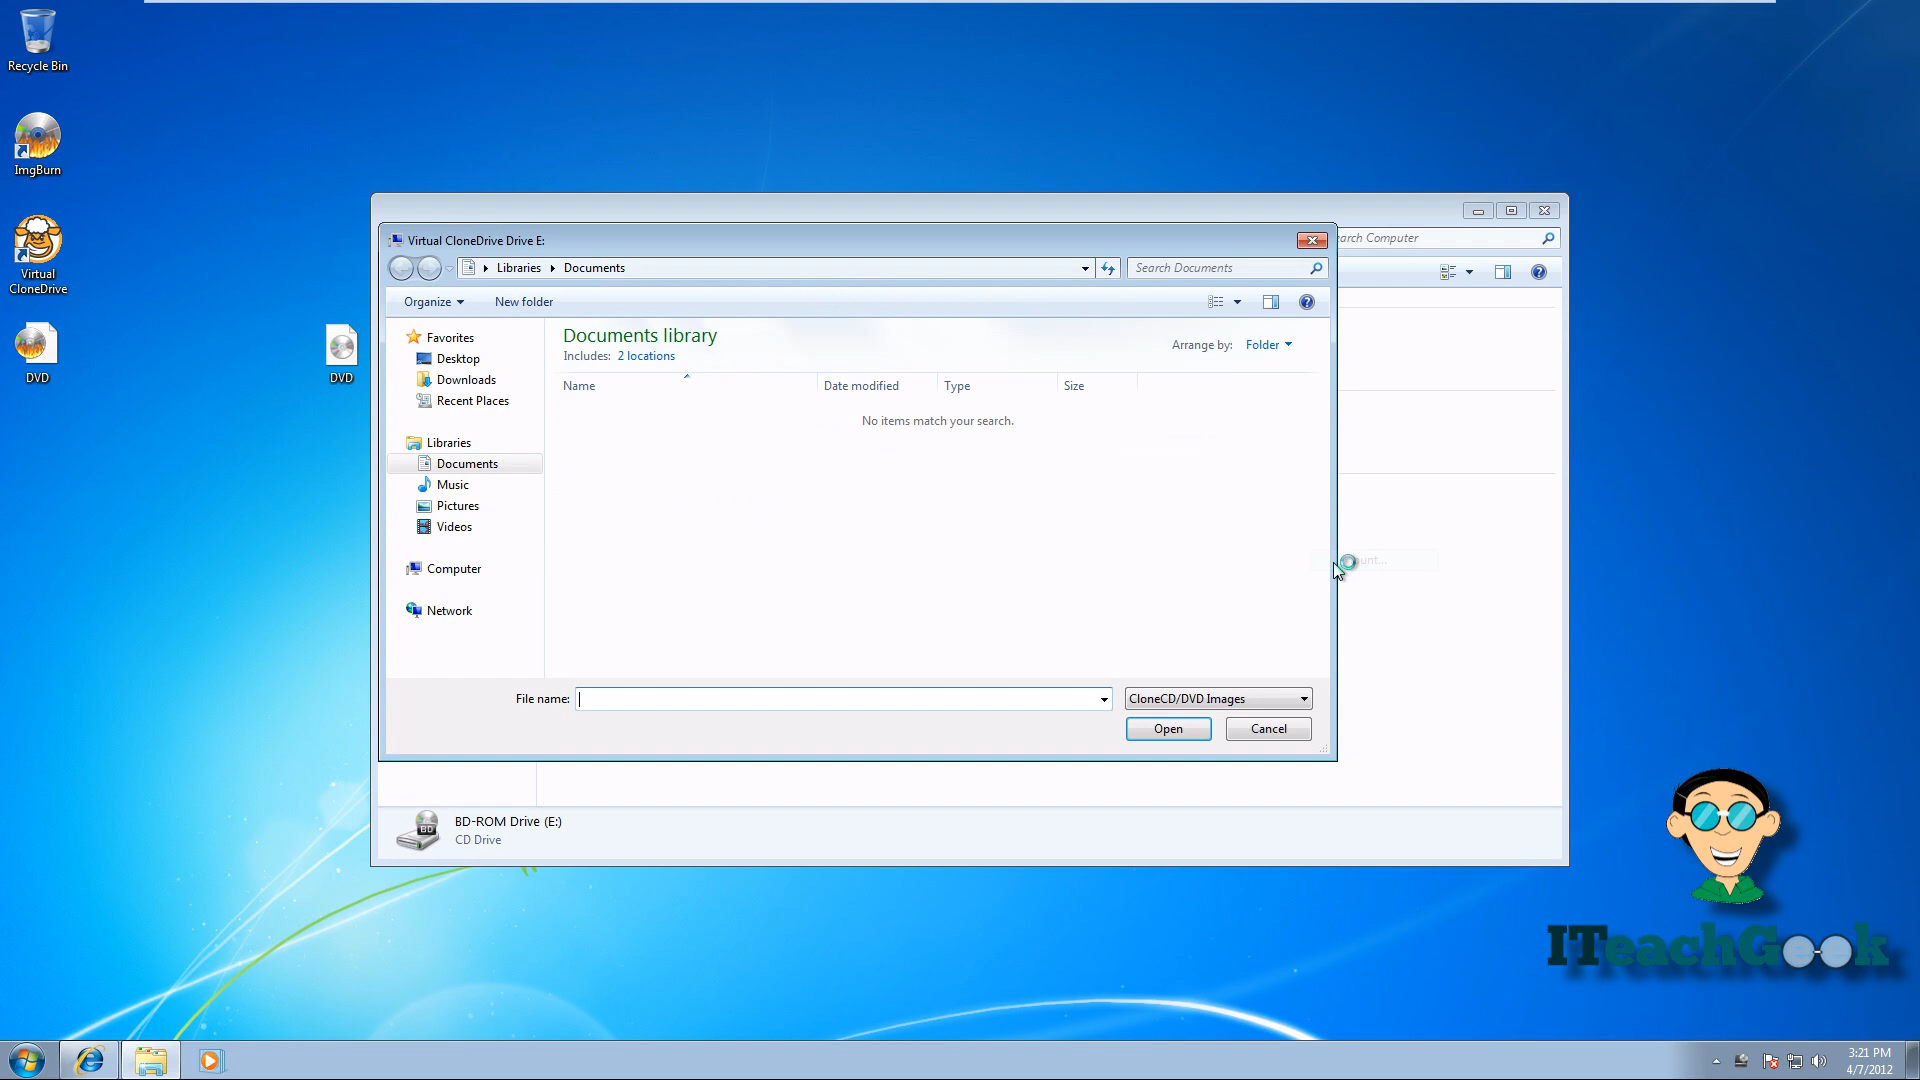 Recycle Bin
ImgBurn
Virtual
CloneDrive
DVD
DVD
Search Computer
Virtual CloneDrive Drive E:
Libraries Documents
Search Documents
Organize
New folder
Favorites
Desktop
Downloads
Recent Places
Libraries
Documents
Music
Pictures
Videos
Computer
Network
Documents library
Includes: 2 locations
Arrange by: Folder
Name
Date modified
Type
Size
No items match your search.
File name:
CloneCD/DVD Images
Open
Cancel
BD
BD-ROM Drive (E:)
CD Drive
ITeachGeek
3:21 PM
4/7/2012